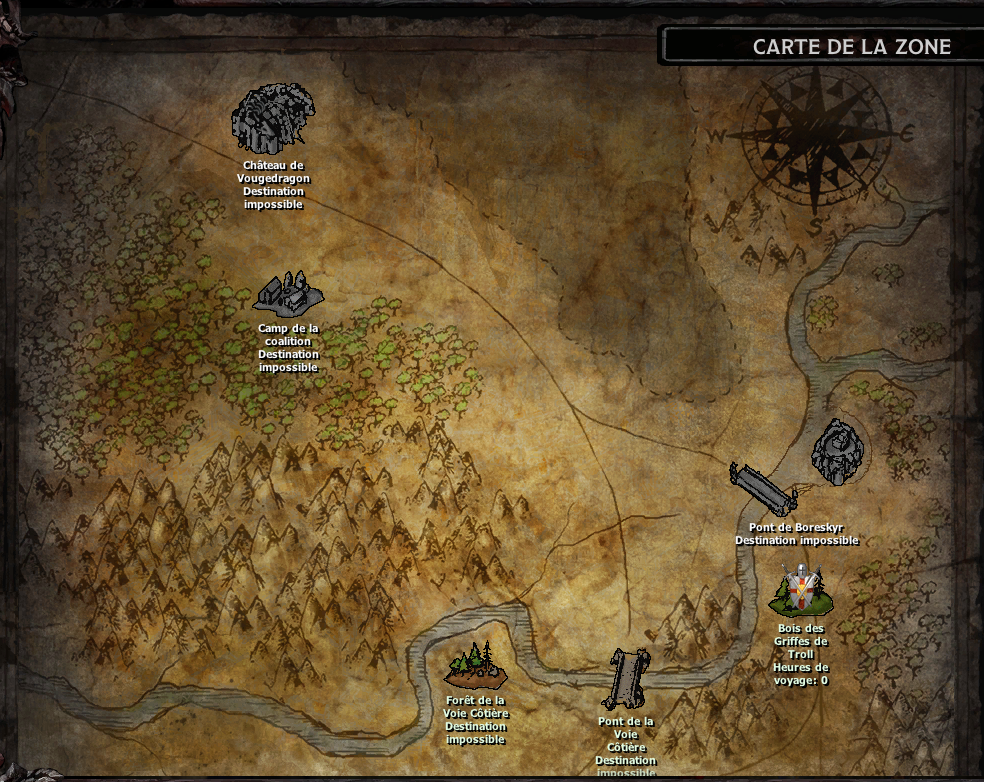 CARTE DE LA ZONE
W
E
S
Château de
Vougedragon
Destination
impossible
Camp de la
coalition
Destination
impossible
Pont de Boreskyr
Destination impossible
Bois des
Griffes de
Troll
Heures de
voyage: 0
Forêt de la
Voie Côtière
Destination
impossible
Pont de la
Voie
Côtière
Destination
impossible